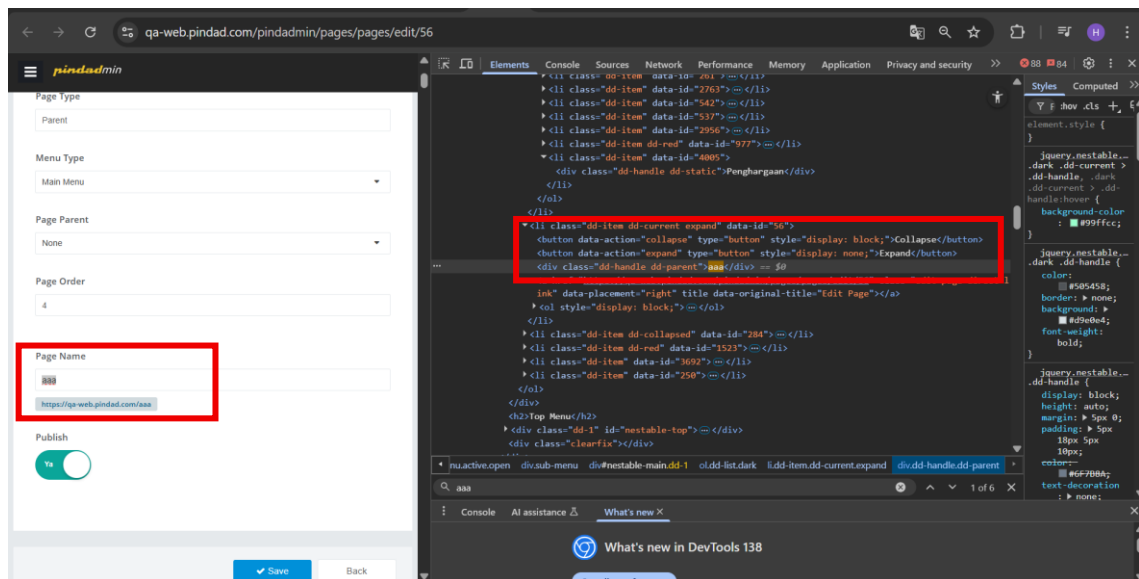 qa-web.pindad.com/pindadmin/pages/pages/edit/56
H
pindadmin
Page Type
Parent
Menu Type
Main Menu
Page Parent
None
Page Order
4
Page Name
aaa
https://qa-web.pindad.com/aaa
Publish
Ya
Save
Back
Elements Console Sources Network Performance Memory Application Privacy and security
88 84
<li class="dd-item" data-id="261">…</li>
<li class="dd-item" data-id="2763">…</li>
<li class="dd-item" data-id="542">…</li>
<li class="dd-item" data-id="537">…</li>
<li class="dd-item" data-id="2956">…</li>
<li class="dd-item dd-red" data-id="977">…</li>
<li class="dd-item" data-id="4005">
<div class="dd-handle dd-static">Penghargaan</div>
</li>
</ol>
</li>
<li class="dd-item dd-current expand" data-id="56">
<button data-action="collapse" type="button" style="display: block;">Collapse</button>
<button data-action="expand" type="button" style="display: none;">Expand</button>
<div class="dd-handle dd-parent">aaa</div> == $0
ink" data-placement="right" title data-original-title="Edit Page"></a>
<ol style="display: block;">…</ol>
</li>
<li class="dd-item dd-collapsed" data-id="284">…</li>
<li class="dd-item dd-red" data-id="1523">…</li>
<li class="dd-item" data-id="3692">…</li>
<li class="dd-item" data-id="250">…</li>
</ol>
</div>
<h2>Top Menu</h2>
<div class="dd-1" id="nestable-top">…</div>
<div class="clearfix"></div>
nu.active.open div.sub-menu div#nestable-main.dd-1 ol.dd-list.dark li.dd-item.dd-current.expand div.dd-handle.dd-parent
aaa
1 of 6
Console AI assistance What's new
What's new in DevTools 138
Styles Computed
:hov .cls
element.style {
}
jquery.nestable.…
.dark .dd-current >
.dd-handle, .dark
.dd-current > .dd-
handle:hover {
background-color
: #99ffcc;
}
jquery.nestable.…
.dark .dd-handle {
color:
#505458;
border: none;
background:
#d9e0e4;
font-weight:
bold;
}
jquery.nestable.…
.dd-handle {
display: block;
height: auto;
margin: 5px 0;
padding: 5px
18px 5px
10px;
color:
#6F7B8A;
text-decoration
: none;